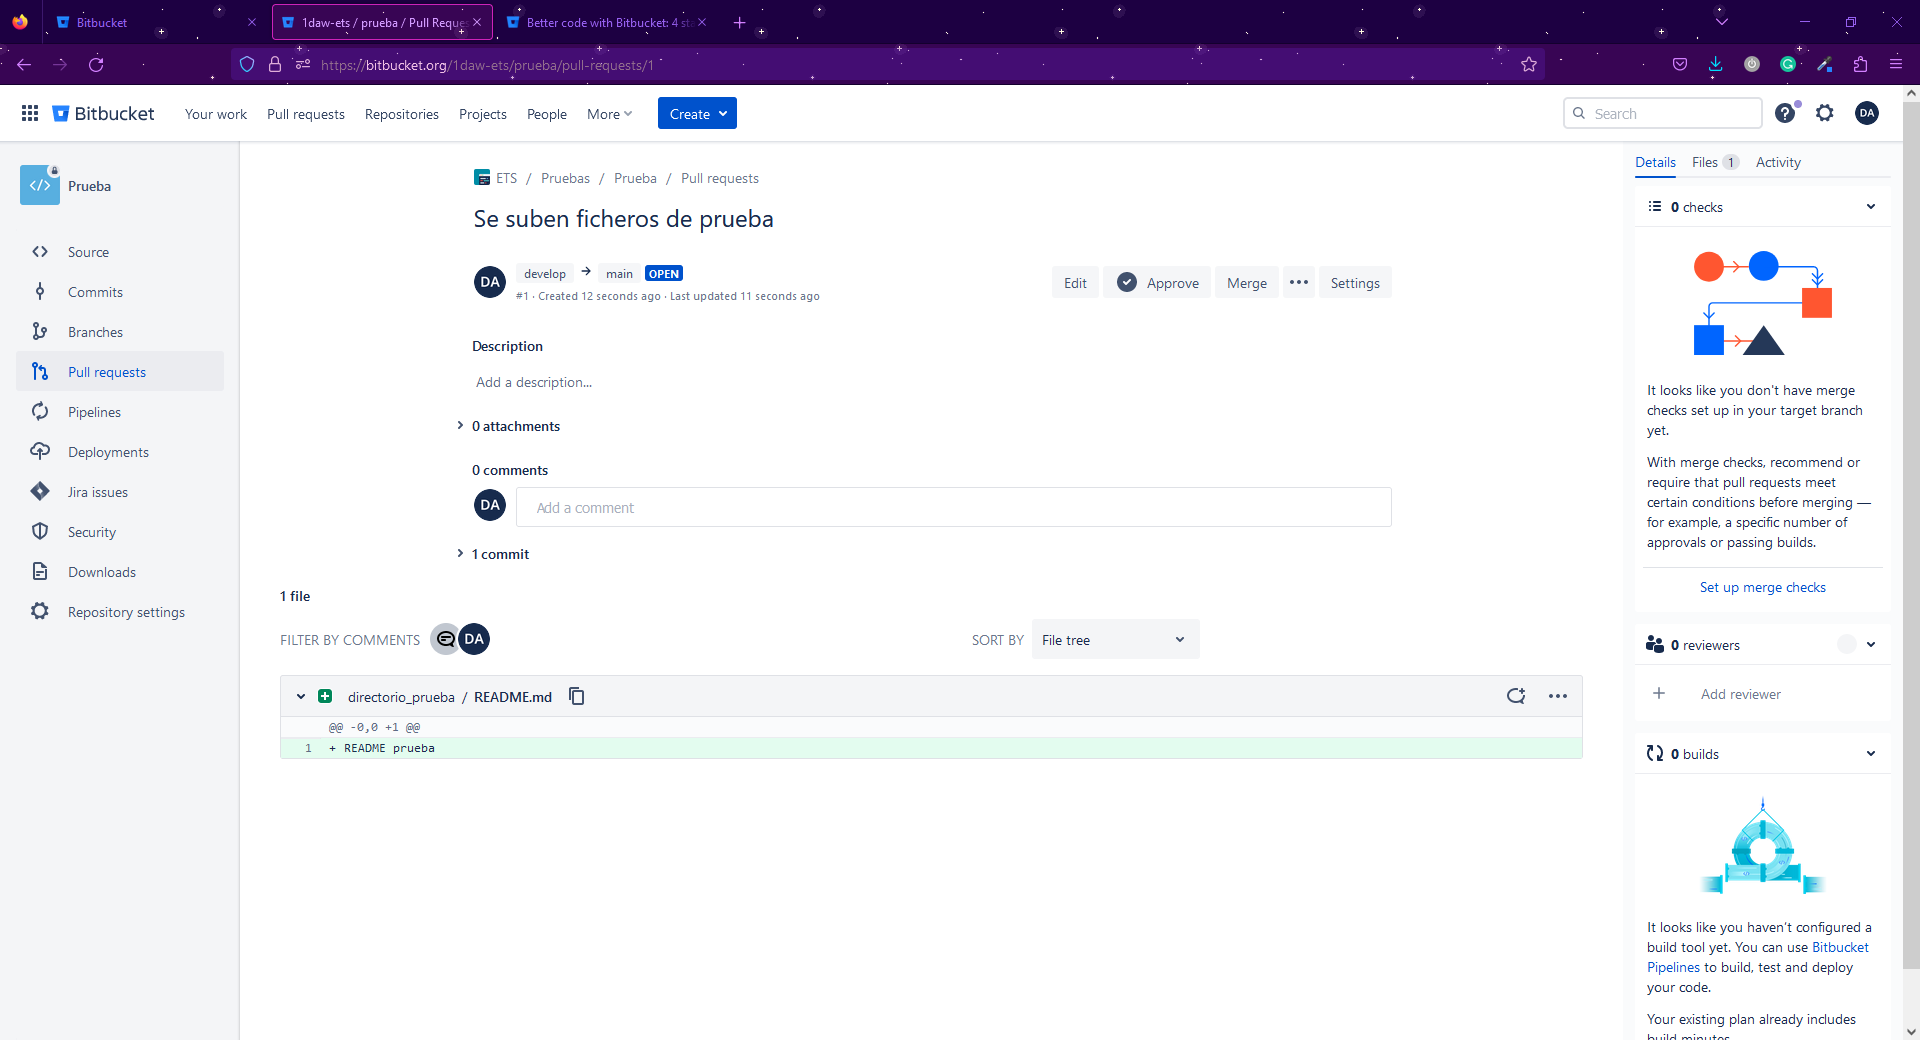 Bitbucket
1daw-ets / prueba / Pull Reques
Better code with Bitbucket: 4 sta
https://bitbucket.org/1daw-ets/prueba/pull-requests/1
Bitbucket
Your work
Pull requests
Repositories
Projects
People
More
Create
Search
DA
Prueba
Source
Commits
Branches
Pull requests
Pipelines
Deployments
Jira issues
Security
Downloads
Repository settings
ETS / Pruebas / Prueba / Pull requests
Se suben ficheros de prueba
DA
develop → main OPEN
#1 · Created 12 seconds ago · Last updated 11 seconds ago
Edit
Approve
Merge
Settings
Description
Add a description...
0 attachments
0 comments
DA
Add a comment
1 commit
1 file
FILTER BY COMMENTS
DA
SORT BY
File tree
directorio_prueba / README.md
@@ -0,0 +1 @@
1 + README prueba
Details
Files 1
Activity
0 checks
It looks like you don't have merge
checks set up in your target branch
yet.
With merge checks, recommend or
require that pull requests meet
certain conditions before merging —
for example, a specific number of
approvals or passing builds.
Set up merge checks
0 reviewers
+ Add reviewer
0 builds
It looks like you haven't configured a
build tool yet. You can use Bitbucket
Pipelines to build, test and deploy
your code.
Your existing plan already includes
build minutes.